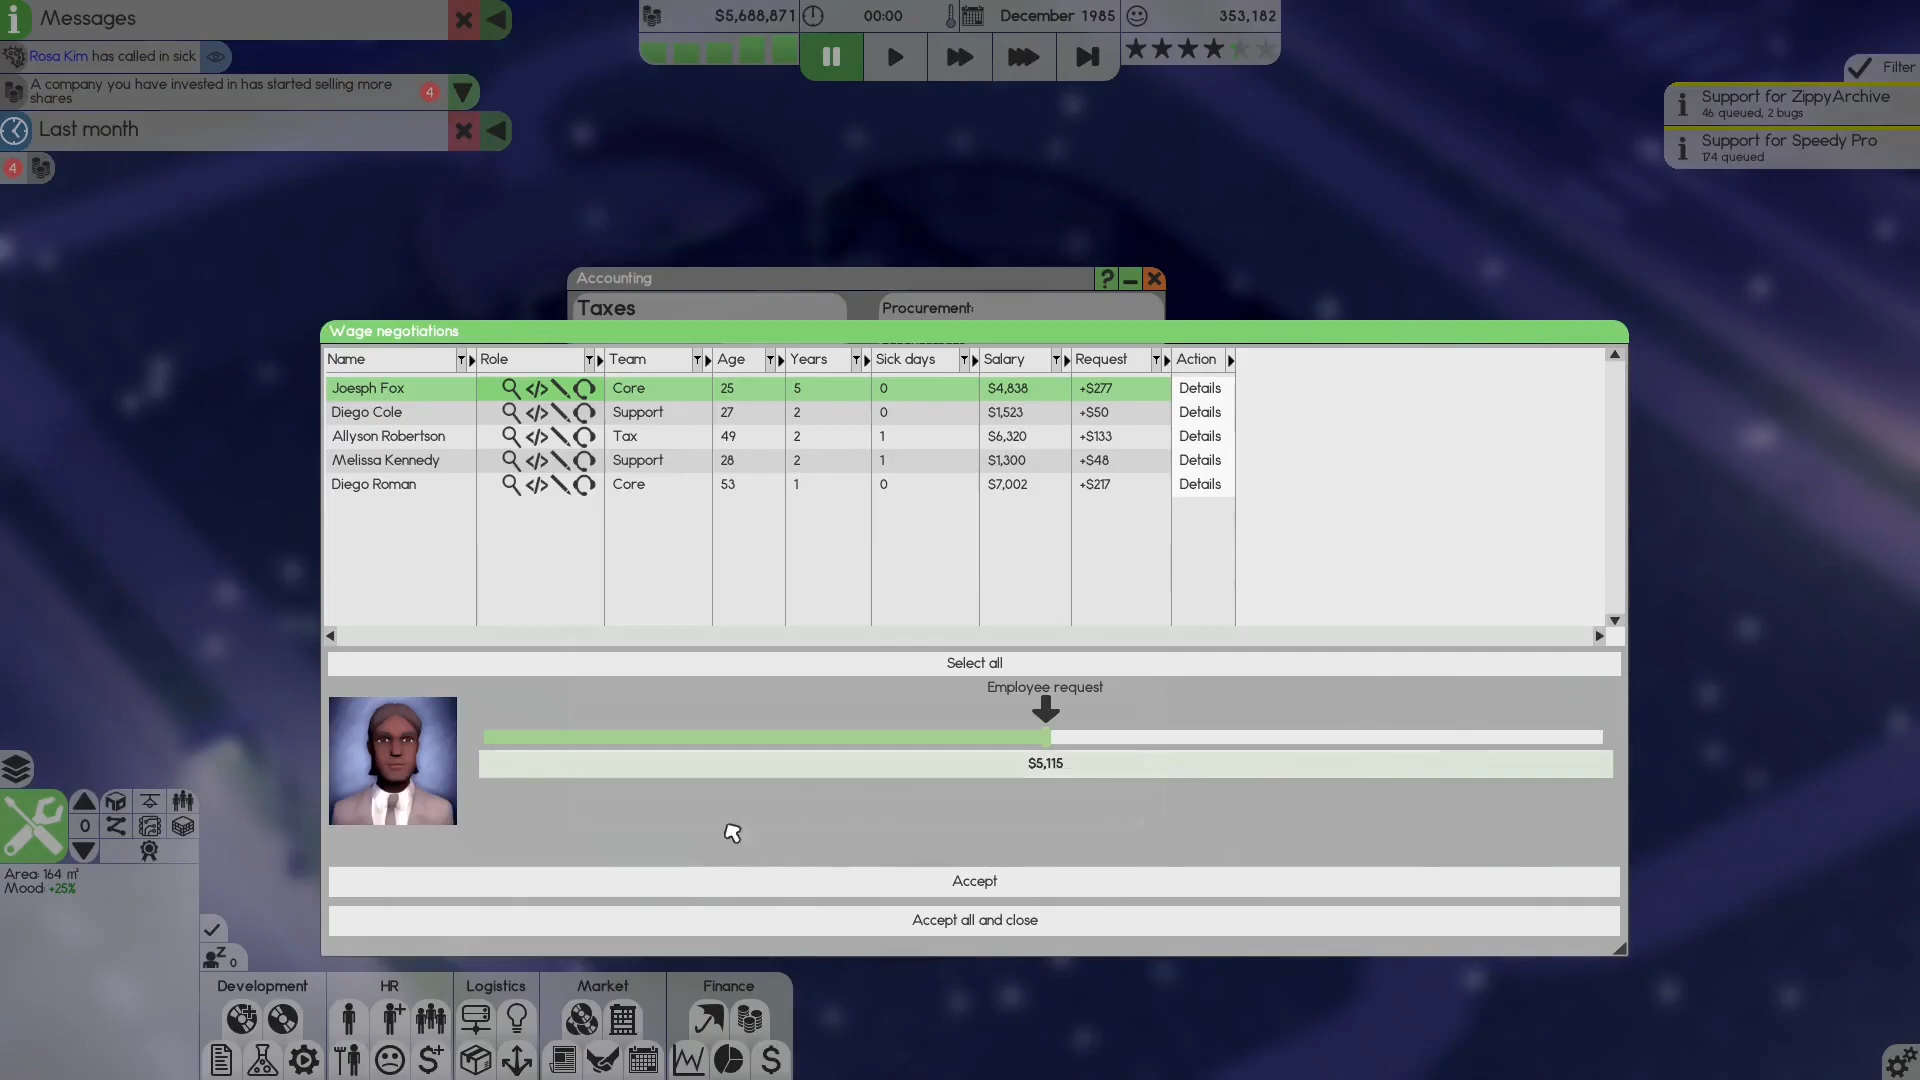 Messages
Rosa Kim has called in sick
A company you have invested in has started selling more shares
4
Last month
4
$5,688,871
00:00
December 1985
353,182
Filter
Support for ZippyArchive
46 queued, 2 bugs
Support for Speedy Pro
174 queued
Accounting
?
Taxes
Procurement:
Wage negotiations
Name Role Team Age Years Sick days Salary Request Action
Joesph Fox Core 25 5 0 $4,838 +$277 Details
Diego Cole Support 27 2 0 $1,523 +$50 Details
Allyson Robertson Tax 49 2 1 $6,320 +$133 Details
Melissa Kennedy Support 28 2 1 $1,300 +$48 Details
Diego Roman Core 53 1 0 $7,002 +$217 Details
Select all
Employee request
$5,115
Accept
Accept all and close
0
Area: 164 m²
Mood: +25%
Z 0
Development
HR
Logistics
Market
Finance